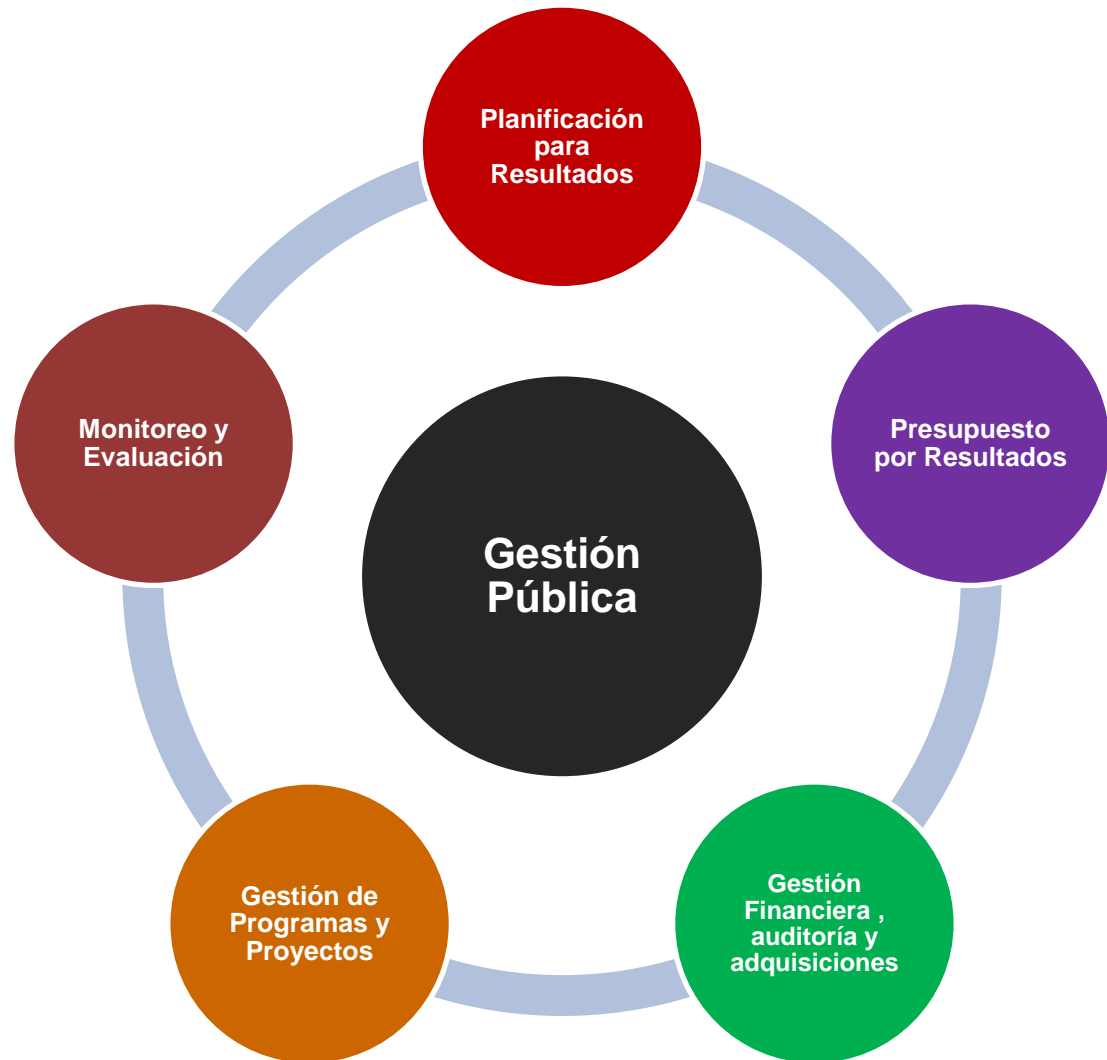 Planificación
para
Resultados
Monitoreo y
Evaluación
Presupuesto
por Resultados
Gestión
Pública
Gestión de
Programas y
Proyectos
Gestión
Financiera ,
auditoría y
adquisiciones